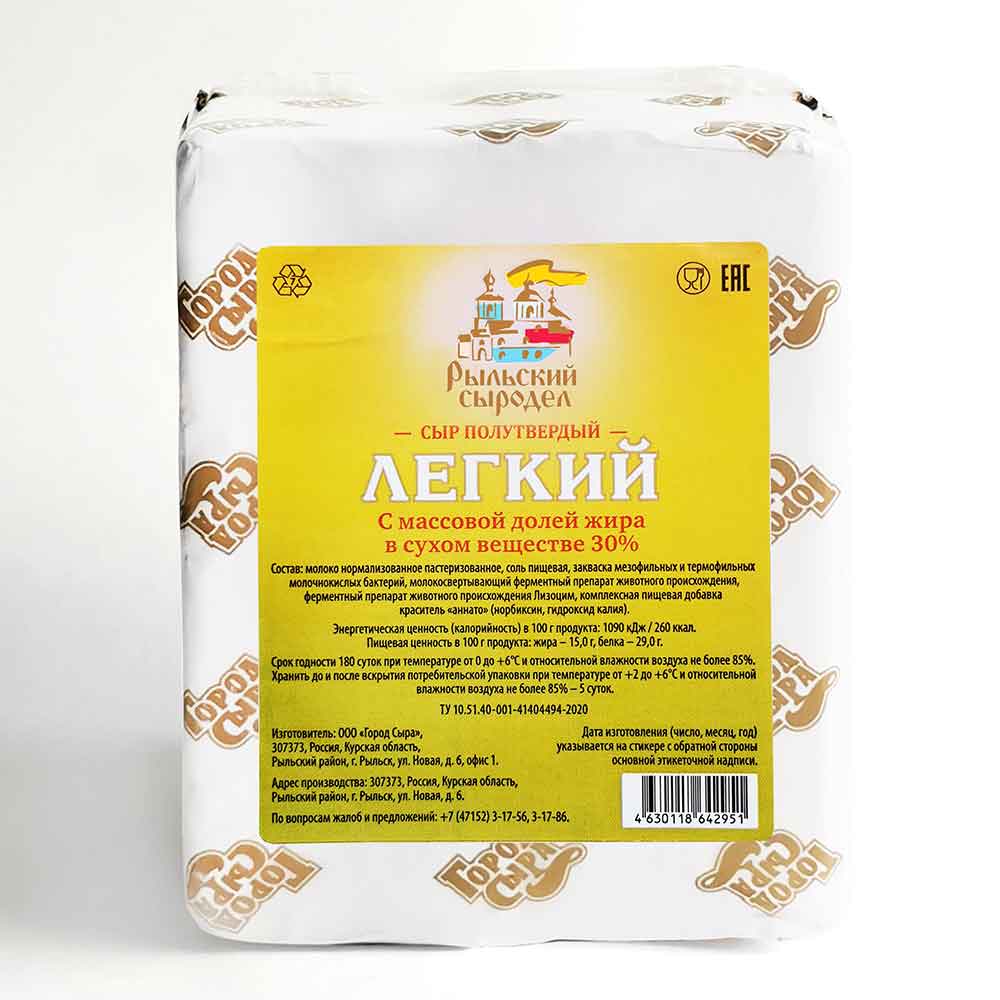 7
EAC
Рыльский
сыродел
— СЫР ПОЛУТВЕРДЫЙ —
ЛЕГКИЙ
С массовой долей жира
в сухом веществе 30%
Состав: молоко нормализованное пастеризованное, соль пищевая, закваска мезофильных и термофильных
молочнокислых бактерий, молокосвертывающий ферментный препарат животного происхождения,
ферментный препарат животного происхождения Лизоцим, комплексная пищевая добавка
краситель «аннато» (норбиксин, гидроксид калия).
Энергетическая ценность (калорийность) в 100 г продукта: 1090 кДж / 260 ккал.
Пищевая ценность в 100 г продукта: жира – 15,0 г, белка – 29,0 г.
Срок годности 180 суток при температуре от 0 до +6°С и относительной влажности воздуха не более 85%.
Хранить до и после вскрытия потребительской упаковки при температуре от +2 до +6°С и относительной
влажности воздуха не более 85% – 5 суток.
ТУ 10.51.40-001-41404494-2020
Изготовитель: ООО «Город Сыра»,
307373, Россия, Курская область,
Рыльский район, г. Рыльск, ул. Новая, д. 6, офис 1.
Адрес производства: 307373, Россия, Курская область,
Рыльский район, г. Рыльск, ул. Новая, д. 6.
По вопросам жалоб и предложений: +7 (47152) 3-17-56, 3-17-86.
Дата изготовления (число, месяц, год)
указывается на стикере с обратной стороны
основной этикеточной надписи.
4 630118 642951
ГОРОД
СЫРА
ГОРОД
СЫРА
ГОРОД
СЫРА
ГОРОД
СЫРА